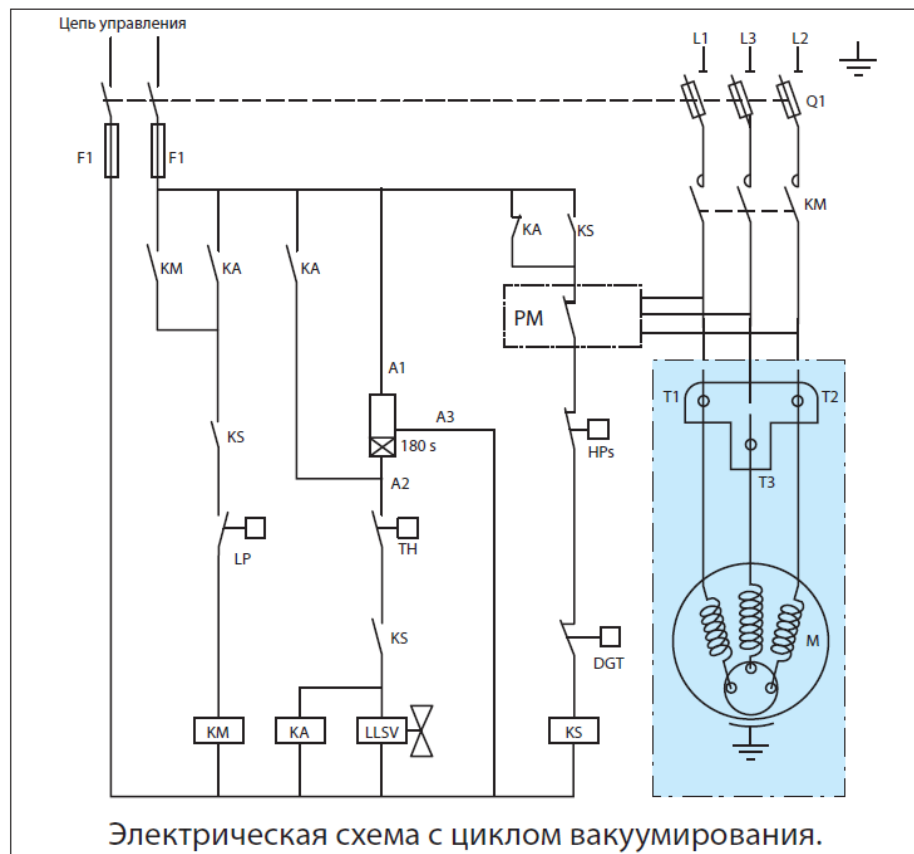 Цепь управления
L1 L3 L2
Q1
F1 F1
KA KS KM
KM KA KA
PM
A1
T1 T2
A3
KS 180 s HPs
A2 T3
LP TH
KS M
DGT
KM KA LLSV KS
Электрическая схема с циклом вакуумирования.